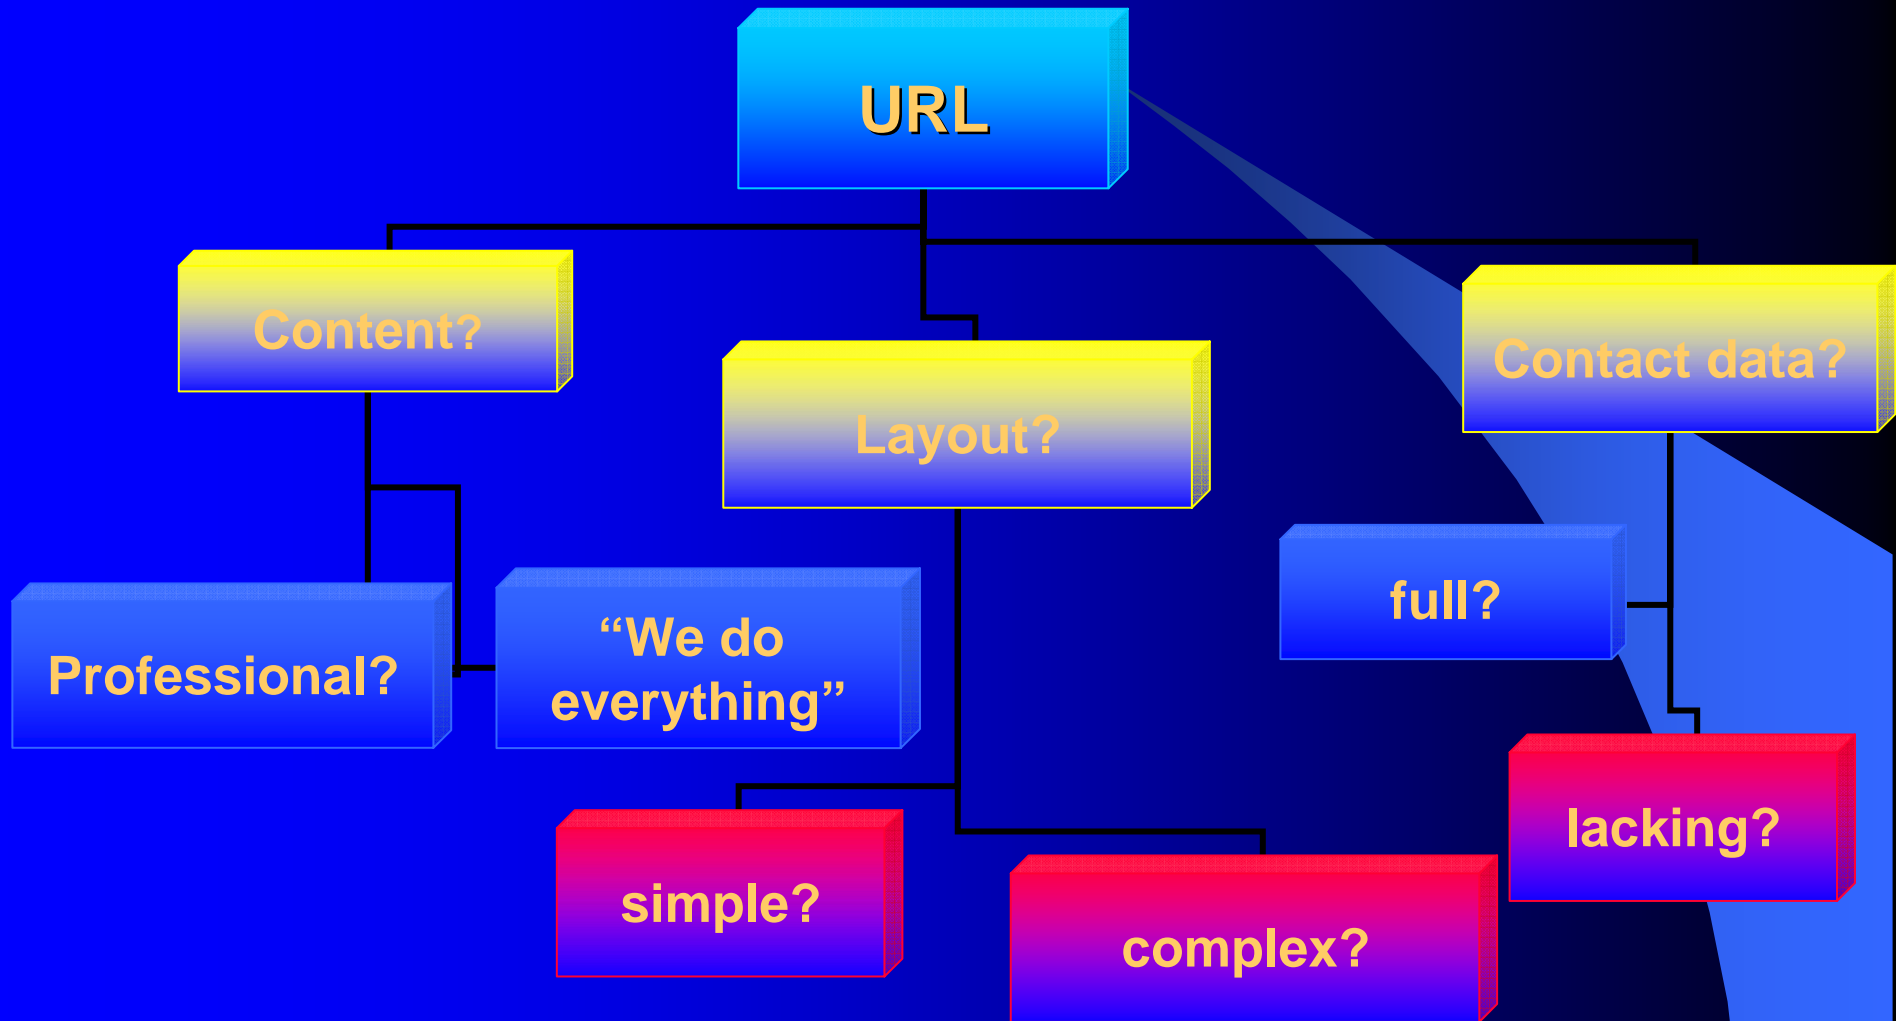 URL
Content?
Layout?
Contact data?
Professional?
“We do
everything”
full?
lacking?
simple?
complex?